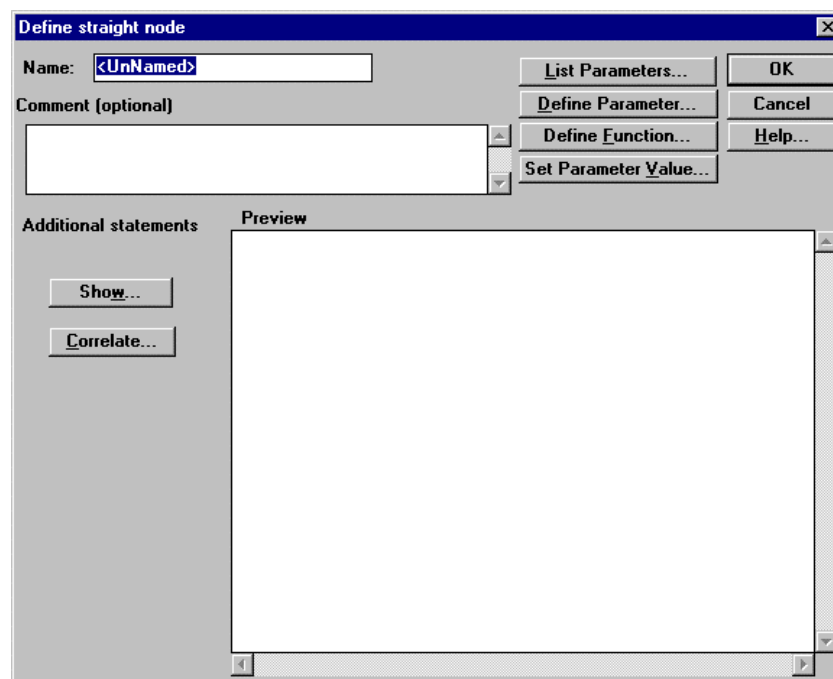 Define straight node
Name: <UnNamed>
List Parameters...
OK
Comment (optional)
Define Parameter...
Cancel
Define Function...
Help...
Set Parameter Value...
Additional statements
Preview
Show...
Correlate...